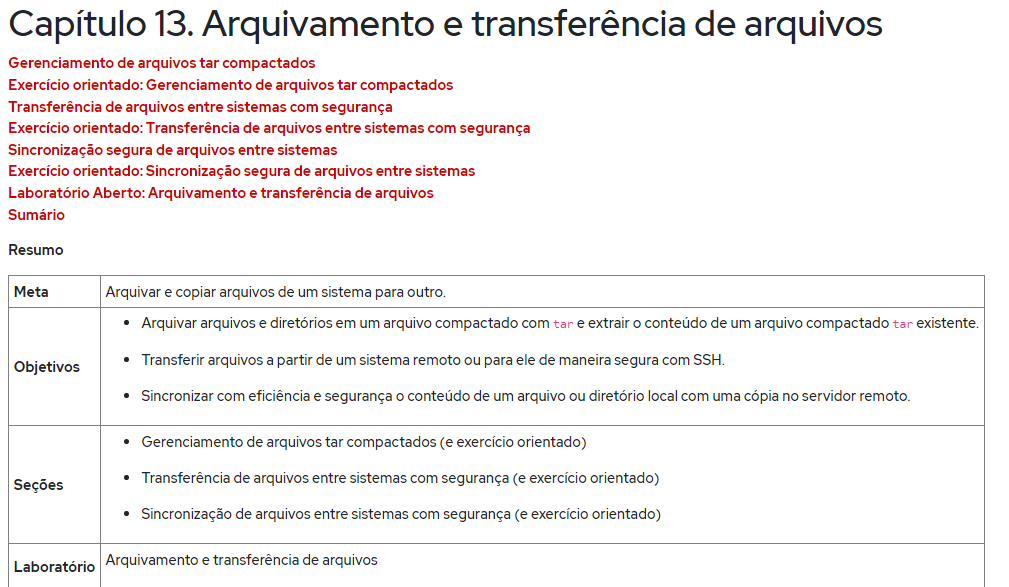 Capítulo 13. Arquivamento e transferência de arquivos
Gerenciamento de arquivos tar compactados
Exercício orientado: Gerenciamento de arquivos tar compactados
Transferência de arquivos entre sistemas com segurança
Exercício orientado: Transferência de arquivos entre sistemas com segurança
Sincronização segura de arquivos entre sistemas
Exercício orientado: Sincronização segura de arquivos entre sistemas
Laboratório Aberto: Arquivamento e transferência de arquivos
Sumário
Resumo
Meta
Arquivar e copiar arquivos de um sistema para outro.
Objetivos
• Arquivar arquivos e diretórios em um arquivo compactado com tar e extrair o conteúdo de um arquivo compactado tar existente.
• Transferir arquivos a partir de um sistema remoto ou para ele de maneira segura com SSH.
• Sincronizar com eficiência e segurança o conteúdo de um arquivo ou diretório local com uma cópia no servidor remoto.
Seções
• Gerenciamento de arquivos tar compactados (e exercício orientado)
• Transferência de arquivos entre sistemas com segurança (e exercício orientado)
• Sincronização de arquivos entre sistemas com segurança (e exercício orientado)
Laboratório
Arquivamento e transferência de arquivos